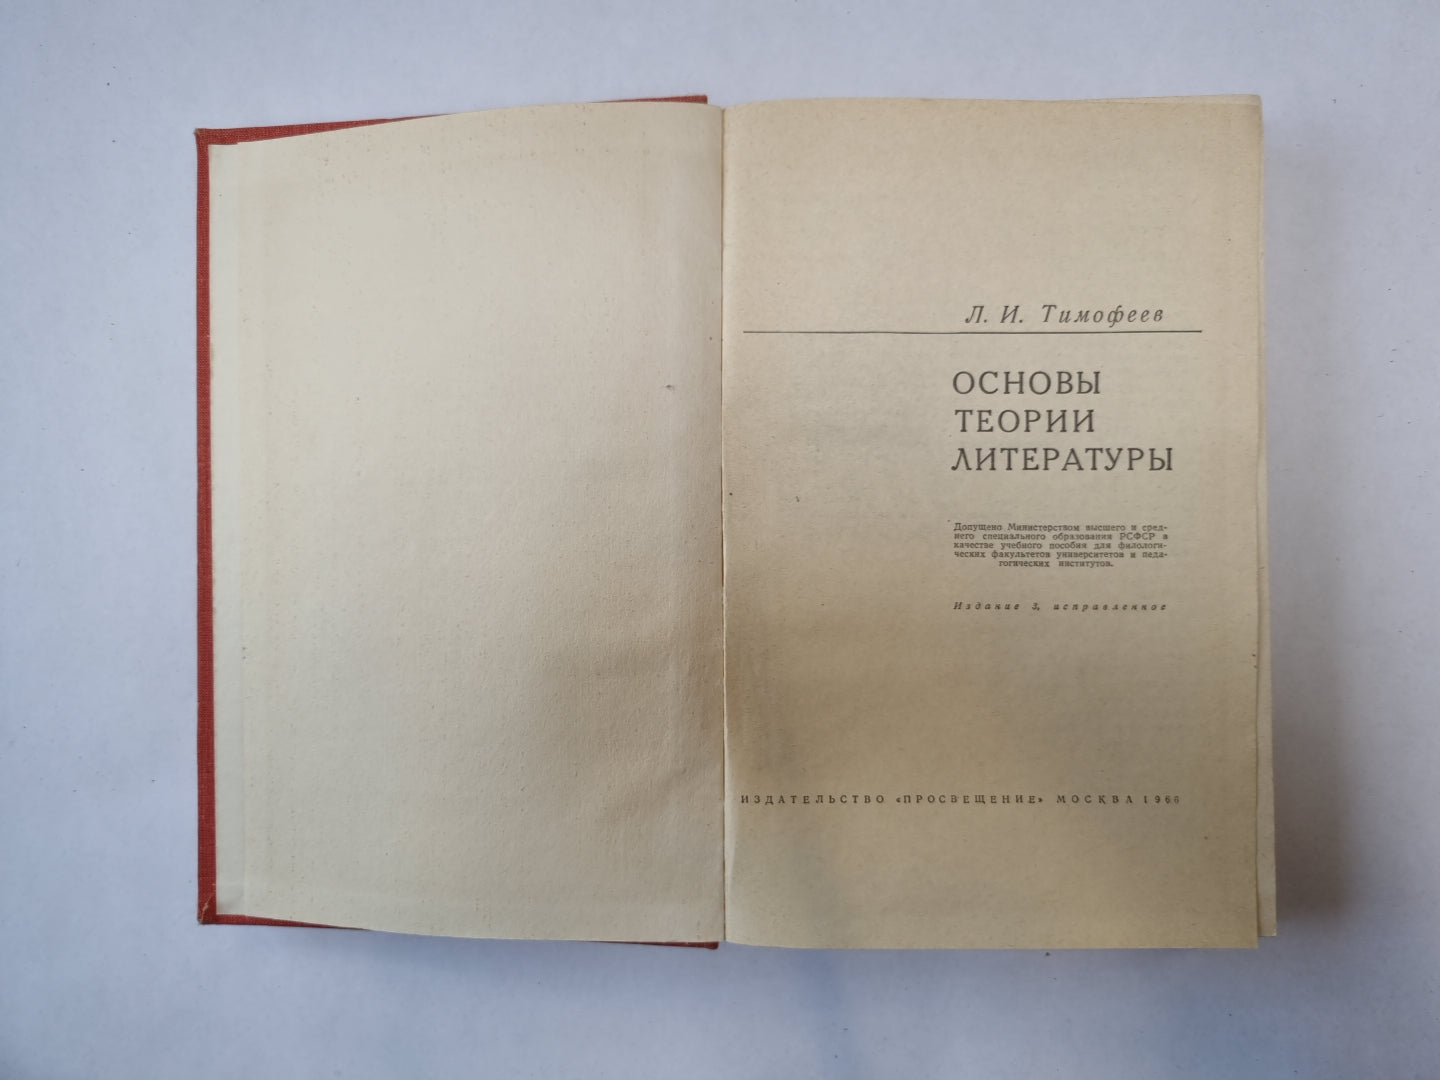 Л. И. Тимофеев
ОСНОВЫ
ТЕОРИИ
ЛИТЕРАТУРЫ
Допущено Министерством высшего и сред-
него специального образования РСФСР в
качестве учебного пособия для филологи-
ческих факультетов университетов и педа-
гогических институтов.
Издание 3, исправленное
ИЗДАТЕЛЬСТВО «ПРОСВЕЩЕНИЕ» МОСКВА 1966